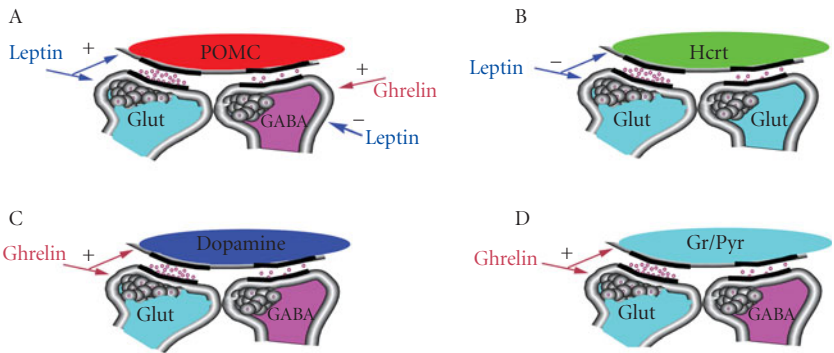 A
Leptin
+
POMC
+
Ghrelin
Glut
GABA
−
Leptin
B
Leptin
−
Hcrt
Glut
Glut
C
Ghrelin
+
Dopamine
Glut
GABA
D
Ghrelin
+
Gr/Pyr
Glut
GABA